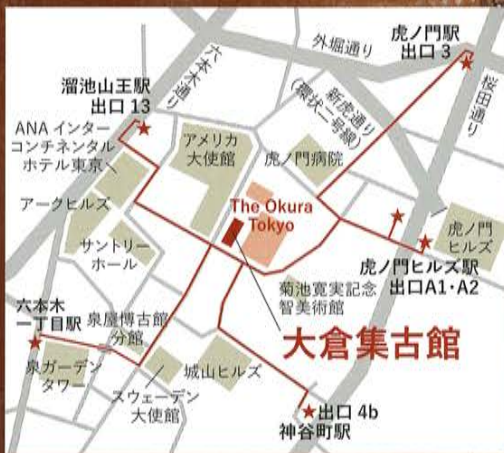 虎ノ門駅
出口 3
外堀通り
六本木通り
桜田通り
溜池山王駅
出口 13
新虎通り
(環状二号線)
ANA インター
コンチネンタル
ホテル東京
アメリカ
大使館
虎ノ門病院
アークヒルズ
The Okura
Tokyo
サントリー
ホール
虎ノ門
ヒルズ
虎ノ門ヒルズ駅
出口A1・A2
菊池寛実記念
智美術館
六本木
一丁目駅
泉屋博古館
分館
大倉集古館
泉ガーデン
タワー
城山ヒルズ
スウェーデン
大使館
出口 4b
神谷町駅